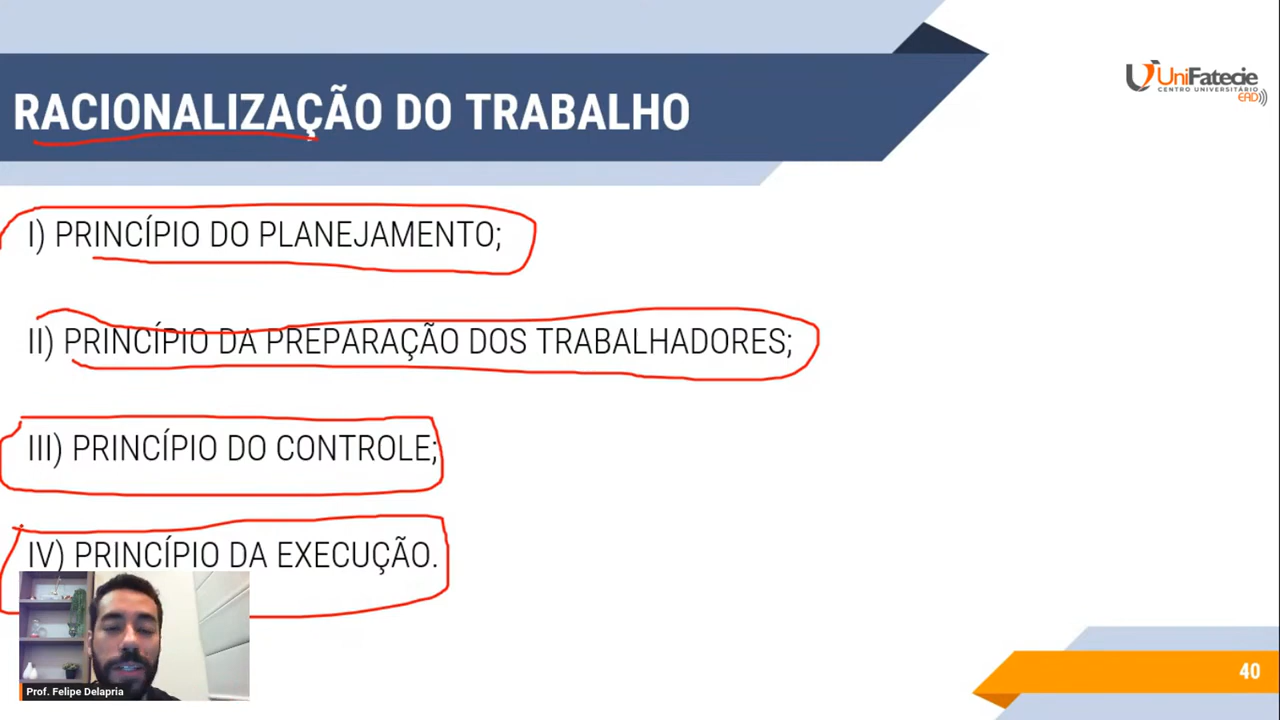 RACIONALIZAÇÃO DO TRABALHO
UniFatecie
CENTRO UNIVERSITÁRIO
EAD
I) PRINCÍPIO DO PLANEJAMENTO;
II) PRINCÍPIO DA PREPARAÇÃO DOS TRABALHADORES;
III) PRINCÍPIO DO CONTROLE;
IV) PRINCÍPIO DA EXECUÇÃO.
Prof. Felipe Delapria
40